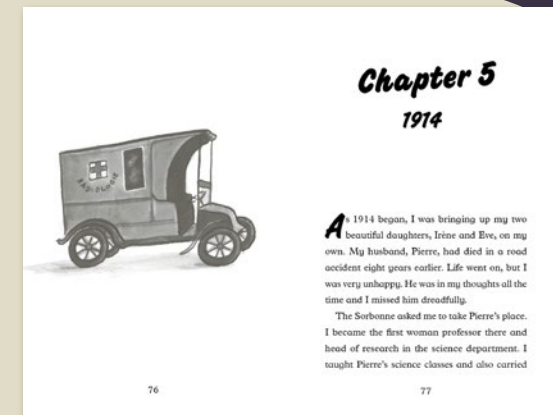 RADIOLOGIE
76
Chapter 5
1914
As 1914 began, I was bringing up my two
beautiful daughters, Irène and Eve, on my
own. My husband, Pierre, had died in a road
accident eight years earlier. Life went on, but I
was very unhappy. He was in my thoughts all the
time and I missed him dreadfully.
The Sorbonne asked me to take Pierre's place.
I became the first woman professor there and
head of research in the science department. I
taught Pierre's science classes and also carried
77